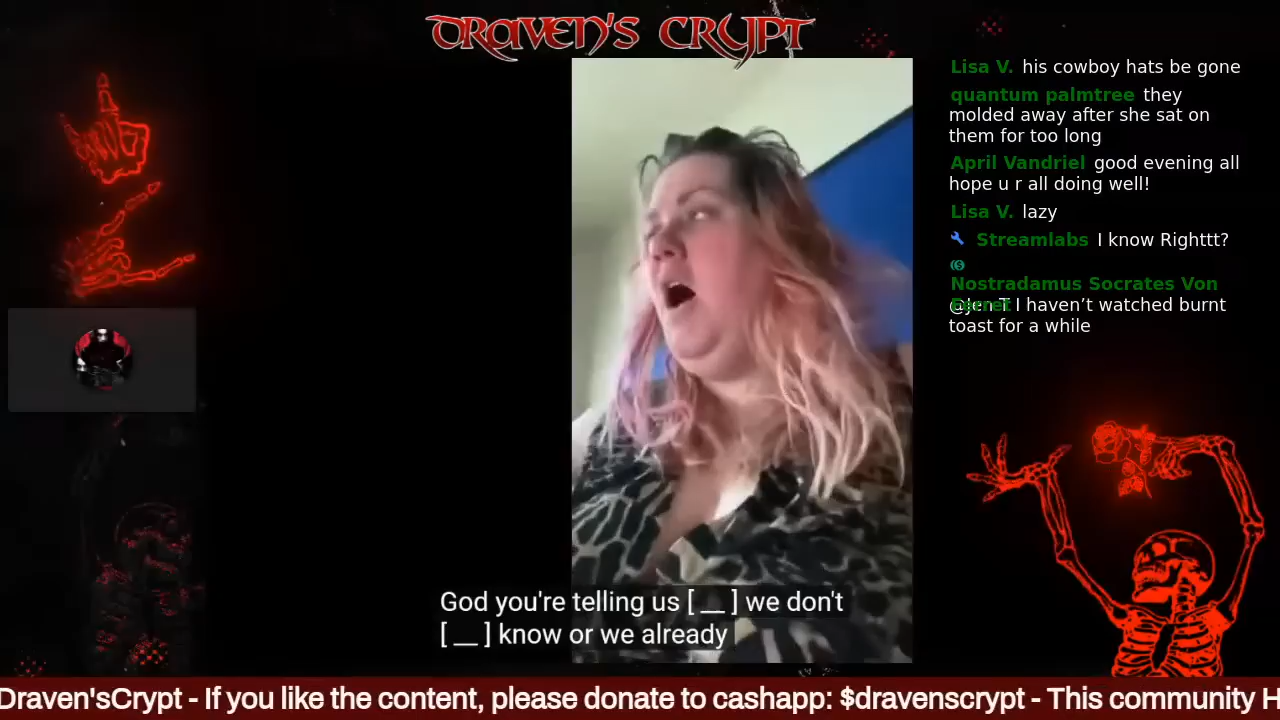 DRAVEN'S CRYPT
Lisa V. his cowboy hats be gone
quantum palmtree they
molded away after she sat on
them for too long
April Vandriel good evening all
hope u r all doing well!
Lisa V. lazy
Streamlabs I know Righttt?
Nostradamus Socrates Von
Ferret @Jen T I haven't watched burnt
toast for a while
God you're telling us [ __ ] we don't
[ __ ] know or we already
Draven'sCrypt - If you like the content, please donate to cashapp: $dravenscrypt - This community H